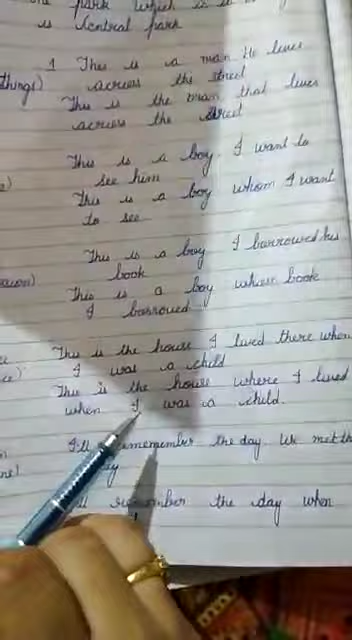 the park which is
is Central park
1 This is a man He lives
things) across the street
This is the man that lives
across the street
This is a boy. I want to
see him
This is a boy whom I want
to see
This is a boy I borrowed his
book
This is a boy whose book
I borrowed
This is the house I lived there when
I was a child
This is the house where I lived
when I was a child.
I'll rememember the day. We met th
remember the day when